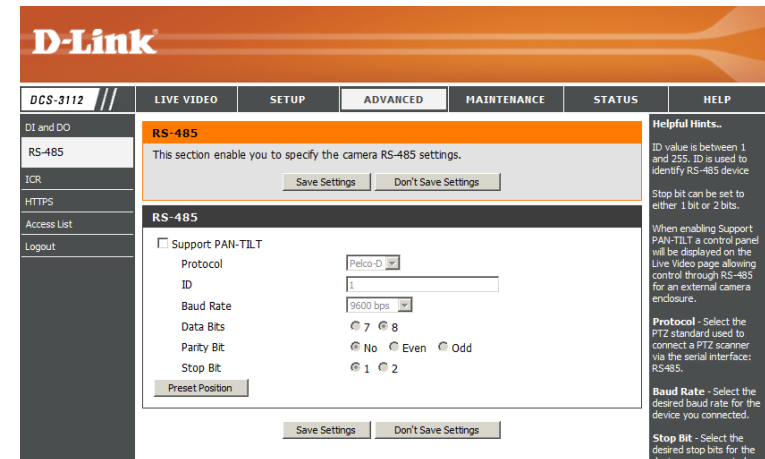 D-Link
DCS-3112 LIVE VIDEO SETUP ADVANCED MAINTENANCE STATUS HELP
DI and DO
RS-485
ICR
HTTPS
Access List
Logout
RS-485
This section enable you to specify the camera RS-485 settings.
Save Settings Don't Save Settings
RS-485
Support PAN-TILT
Protocol Pelco-D
ID 1
Baud Rate 9600 bps
Data Bits 7 8
Parity Bit No Even Odd
Stop Bit 1 2
Preset Position
Save Settings Don't Save Settings
Helpful Hints..
ID value is between 1
and 255. ID is used to
identify RS-485 device
Stop bit can be set to
either 1 bit or 2 bits.
When enabling Support
PAN-TILT a control panel
will be displayed on the
Live Video page allowing
control through RS-485
for an external camera
enclosure.
Protocol - Select the
PTZ standard used to
connect a PTZ scanner
via the serial interface:
RS485.
Baud Rate - Select the
desired baud rate for the
device you connected.
Stop Bit - Select the
desired stop bits for the